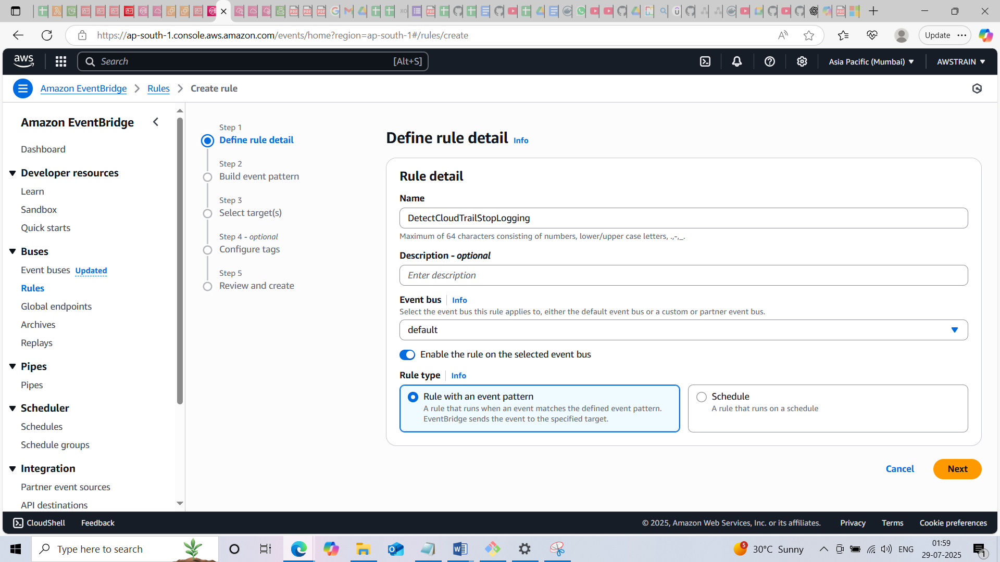 https://ap-south-1.console.aws.amazon.com/events/home?region=ap-south-1#/rules/create
Update
aws
Search
[Alt+S]
Asia Pacific (Mumbai)
AWSTRAIN
Amazon EventBridge
Rules
Create rule
Amazon EventBridge
Dashboard
Developer resources
Learn
Sandbox
Quick starts
Buses
Event buses Updated
Rules
Global endpoints
Archives
Replays
Pipes
Pipes
Scheduler
Schedules
Schedule groups
Integration
Partner event sources
API destinations
Step 1
Define rule detail
Step 2
Build event pattern
Step 3
Select target(s)
Step 4 - optional
Configure tags
Step 5
Review and create
Define rule detail Info
Rule detail
Name
DetectCloudTrailStopLogging
Maximum of 64 characters consisting of numbers, lower/upper case letters, .,-,_.
Description - optional
Enter description
Event bus Info
Select the event bus this rule applies to, either the default event bus or a custom or partner event bus.
default
Enable the rule on the selected event bus
Rule type Info
Rule with an event pattern
A rule that runs when an event matches the defined event pattern.
EventBridge sends the event to the specified target.
Schedule
A rule that runs on a schedule
Cancel
Next
CloudShell
Feedback
© 2025, Amazon Web Services, Inc. or its affiliates.
Privacy
Terms
Cookie preferences
Type here to search
5
30°C Sunny
ENG
01:59
29-07-2025
1